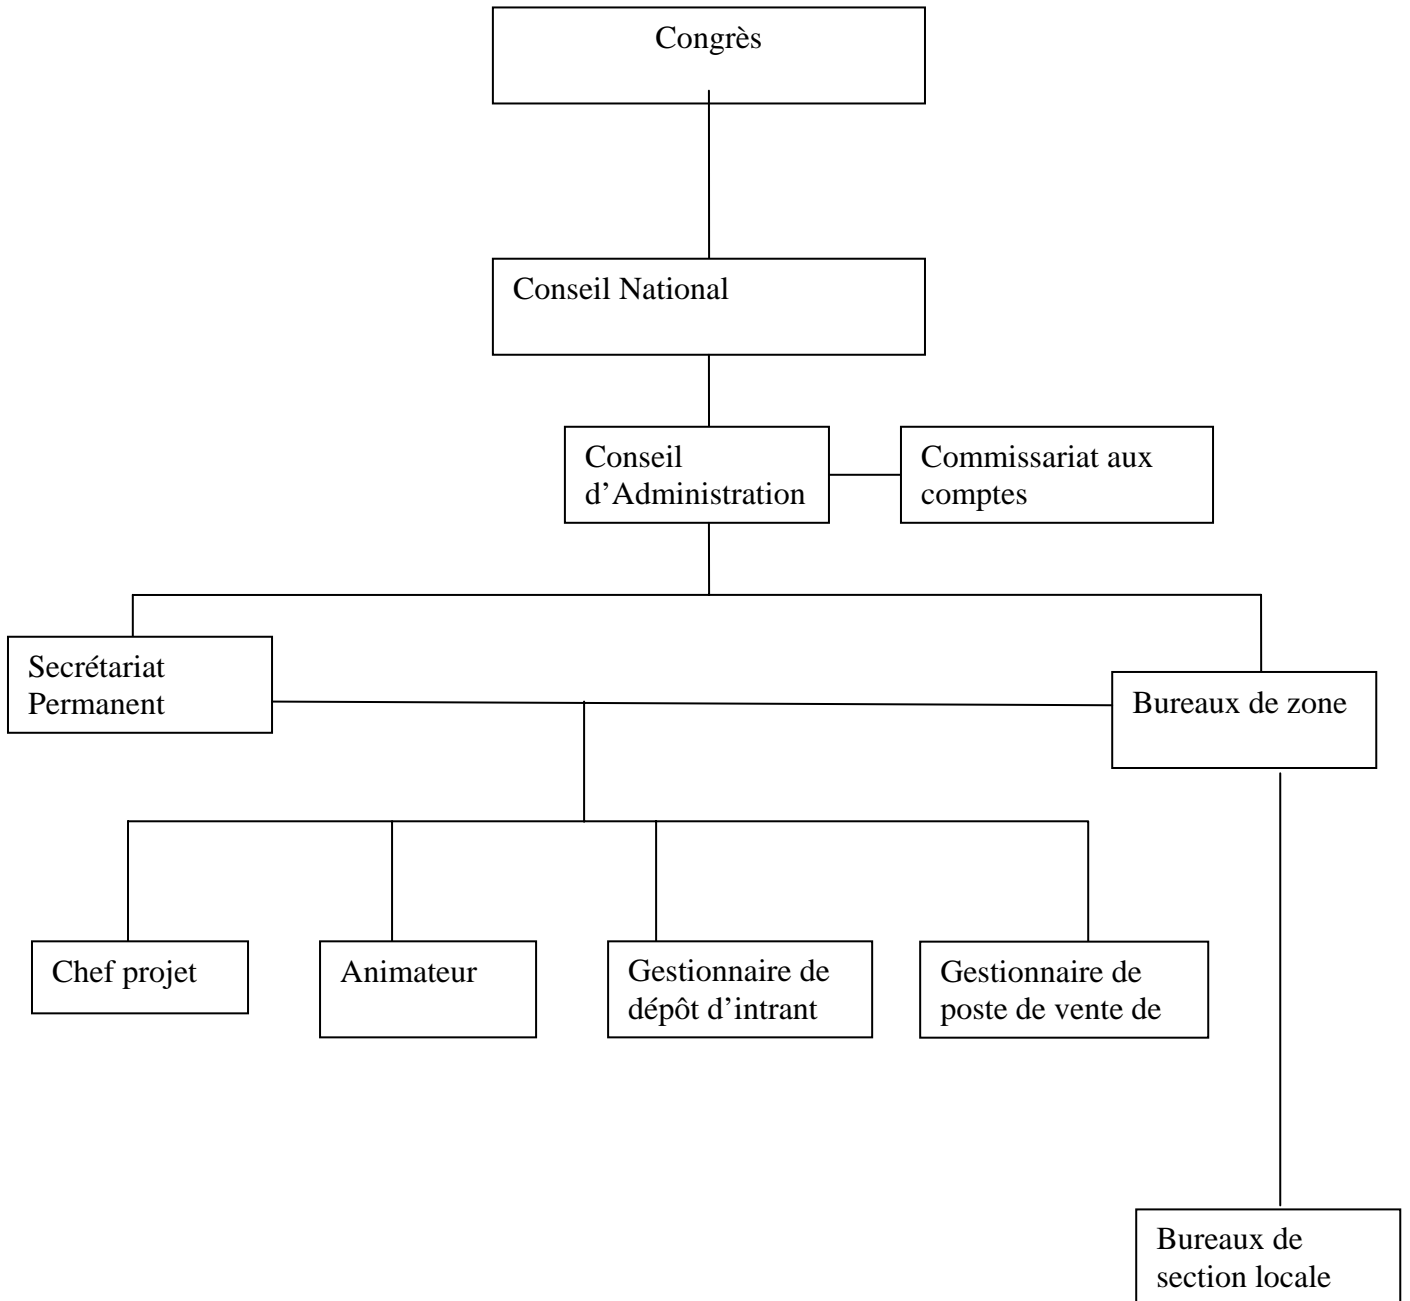 Congrès
Conseil National
Conseil
d’Administration
Commissariat aux
comptes
Secrétariat
Permanent
Bureaux de zone
Chef projet
Animateur
Gestionnaire de
dépôt d’intrant
Gestionnaire de
poste de vente de
Bureaux de
section locale